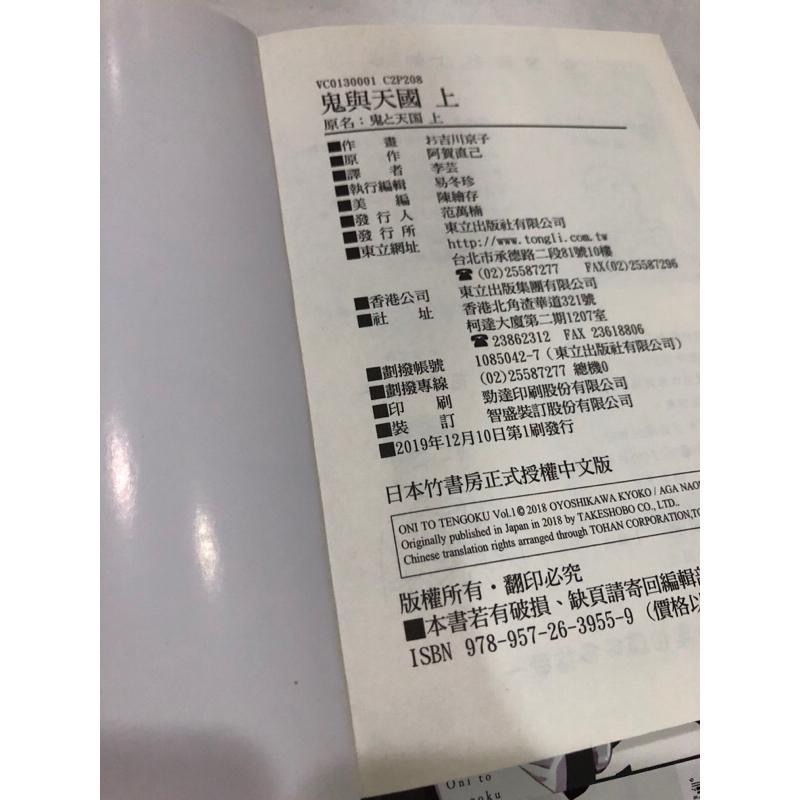 VC0130001 C2P208
鬼與天國 上
原名：鬼と天国 上
■作 畫 お吉川京子
■原 作 阿賀直己
■譯 者 李芸
■執行編輯 易冬珍
■美 編 陳繪存
■發 行 人 范萬楠
■發 行 所 東立出版社有限公司
■東立網址 http://www.tongli.com.tw
台北市承德路二段81號10樓
☎(02)25587277 FAX(02)25587296
■香港公司 東立出版集團有限公司
■社 址 香港北角渣華道321號
柯達大廈第二期1207室
☎23862312 FAX 23618806
■劃撥帳號 1085042-7（東立出版社有限公司）
■劃撥專線 (02)25587277 總機0
■印 刷 勁達印刷股份有限公司
■裝 訂 智盛裝訂股份有限公司
■2019年12月10日第1刷發行
日本竹書房正式授權中文版
ONI TO TENGOKU Vol.1© 2018 OYOSHIKAWA KYOKO / AGA NAO
Originally published in Japan in 2018 by TAKESHOBO CO., LTD..
Chinese translation rights arranged through TOHAN CORPORATION,TO
版權所有・翻印必究
■本書若有破損、缺頁請寄回編輯部
ISBN 978-957-26-3955-9（價格以
Oni to